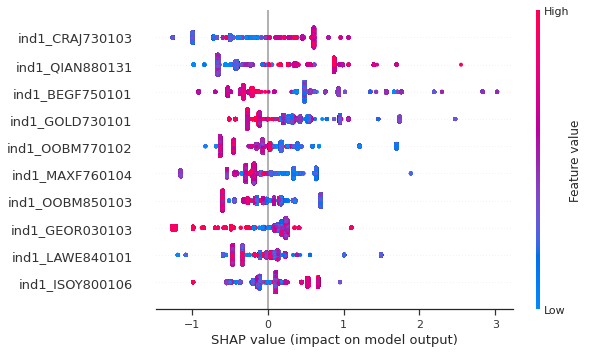 High
ind1_CRAJ730103
ind1_QIAN880131
ind1_BEGF750101
ind1_GOLD730101
ind1_OOBM770102
ind1_MAXF760104
ind1_OOBM850103
ind1_GEOR030103
ind1_LAWE840101
ind1_ISOY800106
Feature value
Low
−1 0 1 2 3
SHAP value (impact on model output)